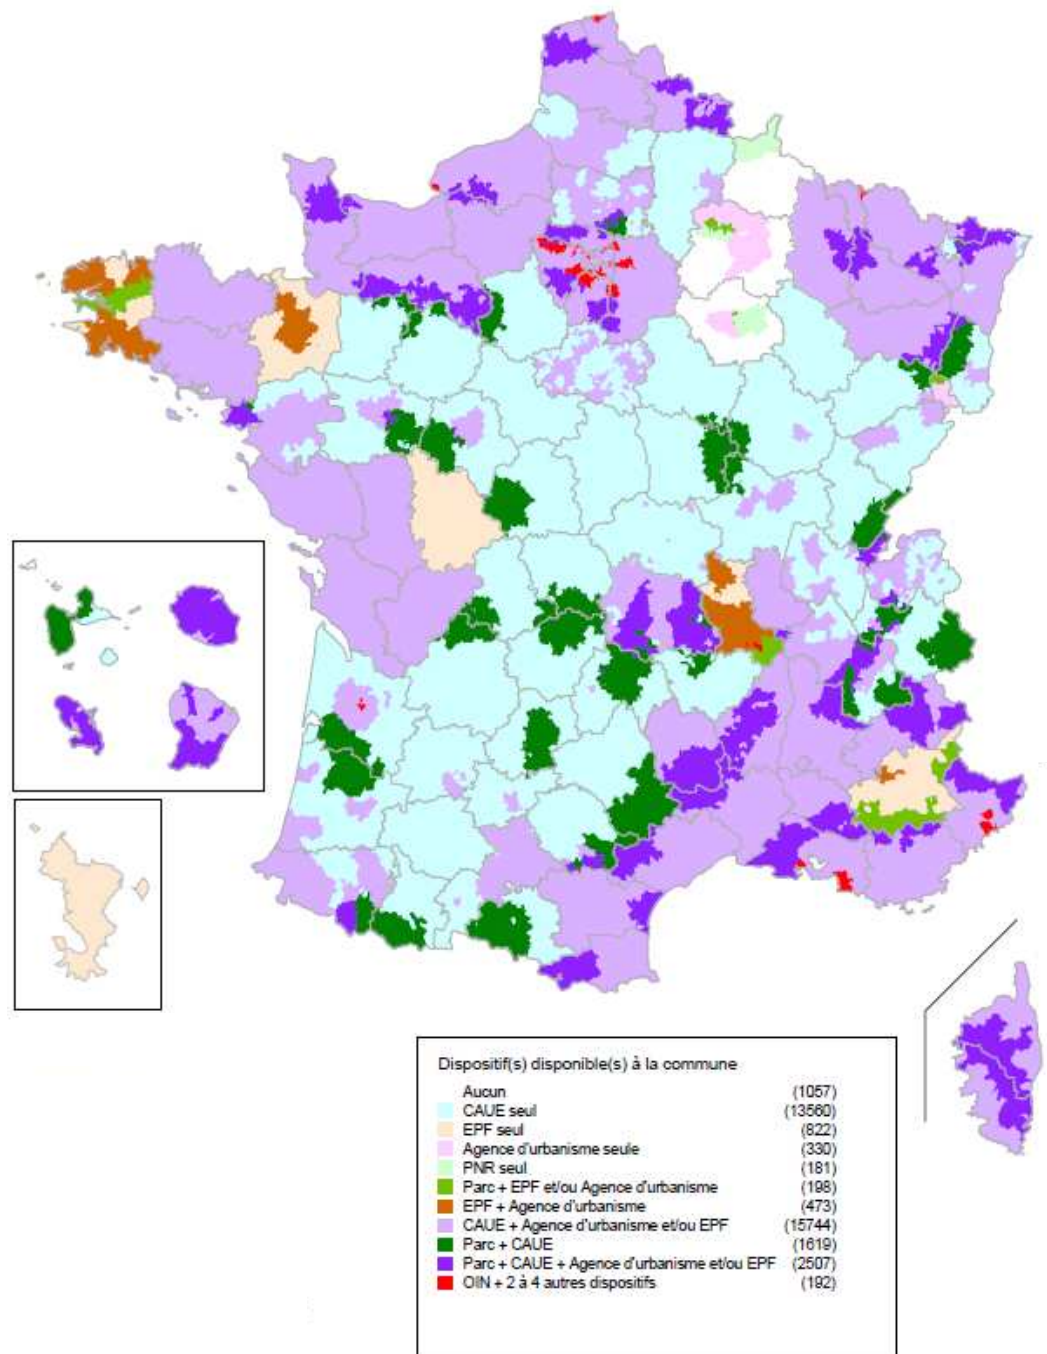 Dispositif(s) disponible(s) à la commune
Aucun (1057)
CAUE seul (13560)
EPF seul (822)
Agence d'urbanisme seule (330)
PNR seul (181)
Parc + EPF et/ou Agence d'urbanisme (198)
EPF + Agence d'urbanisme (473)
CAUE + Agence d'urbanisme et/ou EPF (15744)
Parc + CAUE (1619)
Parc + CAUE + Agence d'urbanisme et/ou EPF (2507)
OIN + 2 à 4 autres dispositifs (192)